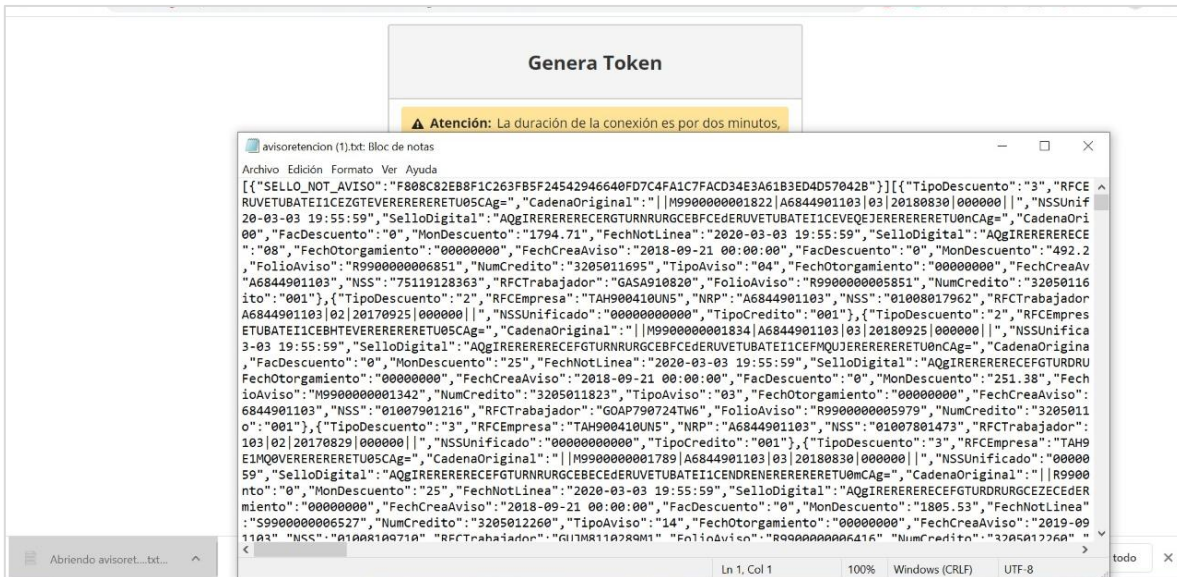 Genera Token
Atención: La duración de la conexión es por dos minutos,
avisoretencion (1).txt: Bloc de notas
Archivo Edición Formato Ver Ayuda
[{"SELLO_NOT_AVISO":"F808C82EB8F1C263FB5F24542946640FD7C4FA1C7FACD34E3A61B3ED4D57042B"}][{"TipoDescuento":"3","RFCE
RUVETUBATEI1CEZGTEVERERERERETU05CAg=","CadenaOriginal":"||M9900000001822|A6844901103|03|20180830|000000||","NSSUnif
20-03-03 19:55:59","SelloDigital":"AQgIRERERERECERGTURNRURGCEBFCEdERUVETUBATEI1CEVEQEJERERERERETU0nCAg=","CadenaOri
00","FacDescuento":"0","MonDescuento":"1794.71","FechNotLinea":"2020-03-03 19:55:59","SelloDigital":"AQgIRERERERECE
":"08","FechOtorgamiento":"00000000","FechCreaAviso":"2018-09-21 00:00:00","FacDescuento":"0","MonDescuento":"492.2
,"FolioAviso":"R9900000006851","NumCredito":"3205011695","TipoAviso":"04","FechOtorgamiento":"00000000","FechCreaAv
"A6844901103","NSS":"75119128363","RFCTrabajador":"GASA910820","FolioAviso":"R9900000005851","NumCredito":"32050116
ito":"001"},{"TipoDescuento":"2","RFCEmpresa":"TAH900410UN5","NRP":"A6844901103","NSS":"01008017962","RFCTrabajador
A6844901103|02|20170925|000000||","NSSUnificado":"00000000000","TipoCredito":"001"},{"TipoDescuento":"2","RFCEmpres
ETUBATEI1CEBHTEVERERERERETU05CAg=","CadenaOriginal":"||M9900000001834|A6844901103|03|20180925|000000||","NSSUnifica
3-03 19:55:59","SelloDigital":"AQgIRERERERECEFGTURNRURGCEBFCEdERUVETUBATEI1CEFMQUJERERERERETU0nCAg=","CadenaOrigina
,"FacDescuento":"0","MonDescuento":"25","FechNotLinea":"2020-03-03 19:55:59","SelloDigital":"AQgIRERERERECEFGTURDRU
FechOtorgamiento":"00000000","FechCreaAviso":"2018-09-21 00:00:00","FacDescuento":"0","MonDescuento":"251.38","Fech
ioAviso":"M9900000001342","NumCredito":"3205011823","TipoAviso":"03","FechOtorgamiento":"00000000","FechCreaAviso":
6844901103","NSS":"01007901216","RFCTrabajador":"GOAP790724TW6","FolioAviso":"R9900000005979","NumCredito":"3205011
o":"001"},{"TipoDescuento":"3","RFCEmpresa":"TAH900410UN5","NRP":"A6844901103","NSS":"01007801473","RFCTrabajador":
103|02|20170829|000000||","NSSUnificado":"00000000000","TipoCredito":"001"},{"TipoDescuento":"3","RFCEmpresa":"TAH9
E1MQ0VERERERERETU05CAg=","CadenaOriginal":"||M9900000001789|A6844901103|03|20180830|000000||","NSSUnificado":"00000
59","SelloDigital":"AQgIRERERERECEFGTURNRURGCEBECEdERUVETUBATEI1CENDRENERERERERETU0mCAg=","CadenaOriginal":"||R9900
nto":"0","MonDescuento":"25","FechNotLinea":"2020-03-03 19:55:59","SelloDigital":"AQgIRERERERECEFGTURDRURGCEZECEdER
miento":"00000000","FechCreaAviso":"2018-09-21 00:00:00","FacDescuento":"0","MonDescuento":"1805.53","FechNotLinea"
:"S9900000006527","NumCredito":"3205012260","TipoAviso":"14","FechOtorgamiento":"00000000","FechCreaAviso":"2019-09
1103","NSS":"01008109710","RFCTrabajador":"GUJM8110289M1","FolioAviso":"R9900000006416","NumCredito":"3205012260","
Abriendo avisoret....txt...
todo
Ln 1, Col 1 100% Windows (CRLF) UTF-8